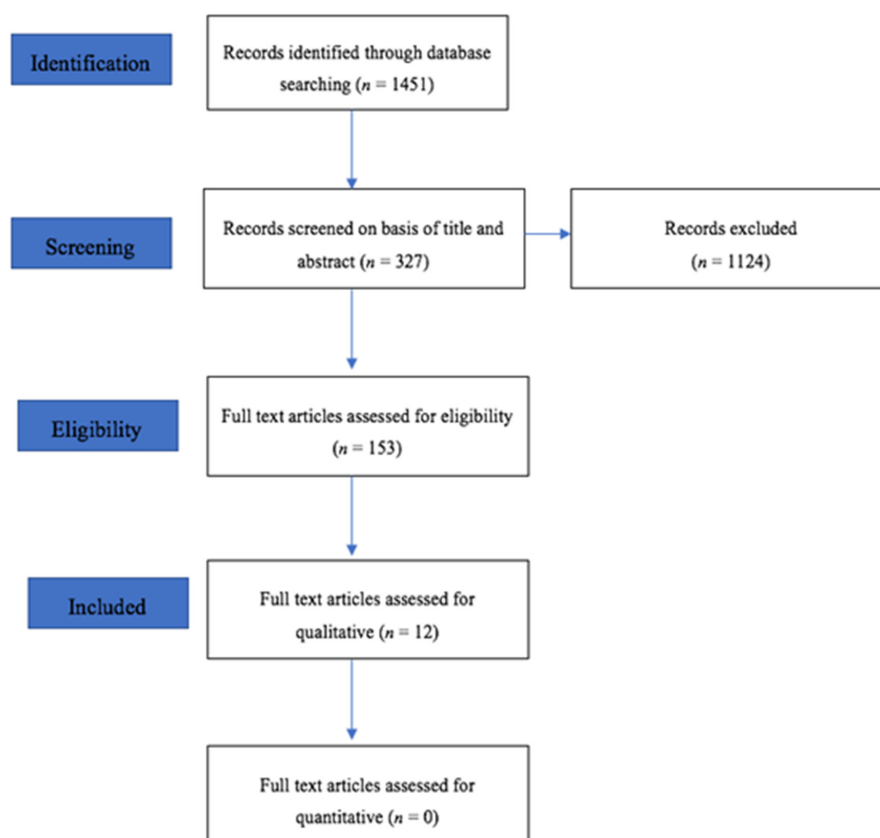 Identification
Records identified through database
searching (n = 1451)
Screening
Records screened on basis of title and
abstract (n = 327)
Records excluded
(n = 1124)
Eligibility
Full text articles assessed for eligibility
(n = 153)
Included
Full text articles assessed for
qualitative (n = 12)
Full text articles assessed for
quantitative (n = 0)